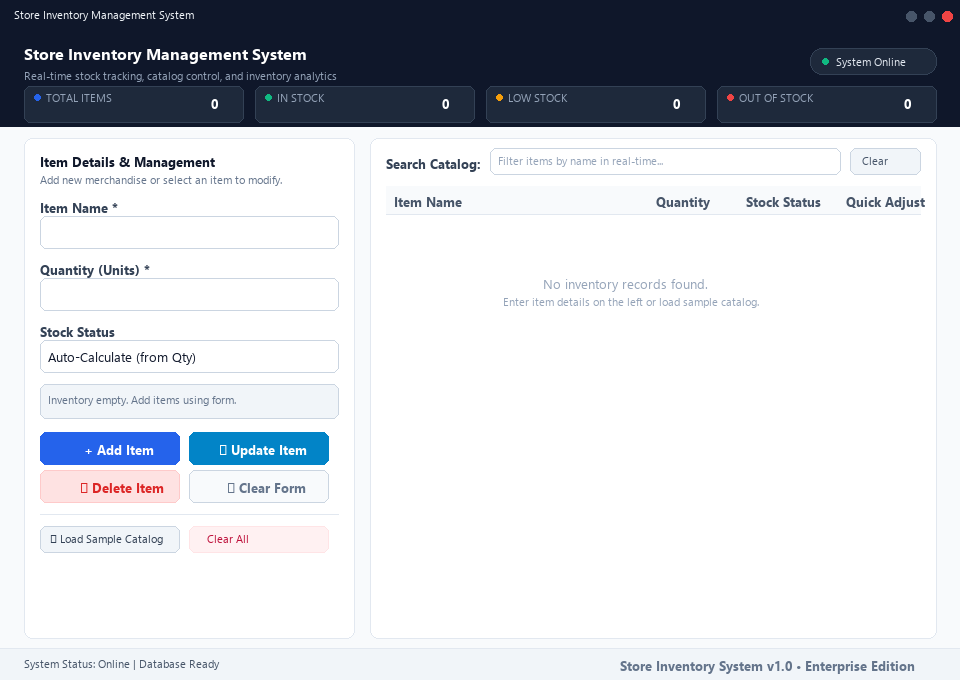 Store Inventory Management System
Store Inventory Management System
Real-time stock tracking, catalog control, and inventory analytics
System Online
TOTAL ITEMS 0
IN STOCK 0
LOW STOCK 0
OUT OF STOCK 0
Item Details & Management
Add new merchandise or select an item to modify.
Item Name *
Quantity (Units) *
Stock Status
Auto-Calculate (from Qty)
Inventory empty. Add items using form.
+ Add Item
Update Item
Delete Item
Clear Form
Load Sample Catalog
Clear All
Search Catalog:
Filter items by name in real-time...
Clear
Item Name Quantity Stock Status Quick Adjust
No inventory records found.
Enter item details on the left or load sample catalog.
System Status: Online | Database Ready
Store Inventory System v1.0 • Enterprise Edition